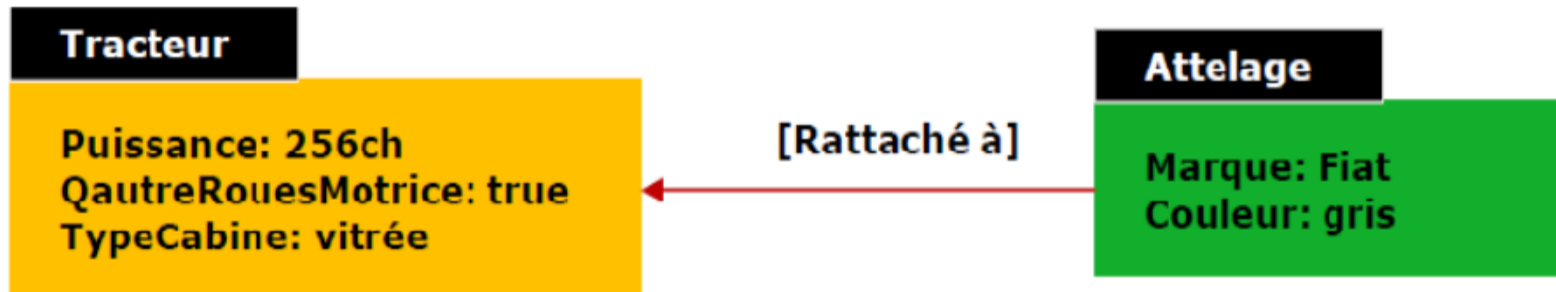 Tracteur
Puissance: 256ch
QautreRouesMotrice: true
TypeCabine: vitrée
[Rattaché à]
Attelage
Marque: Fiat
Couleur: gris